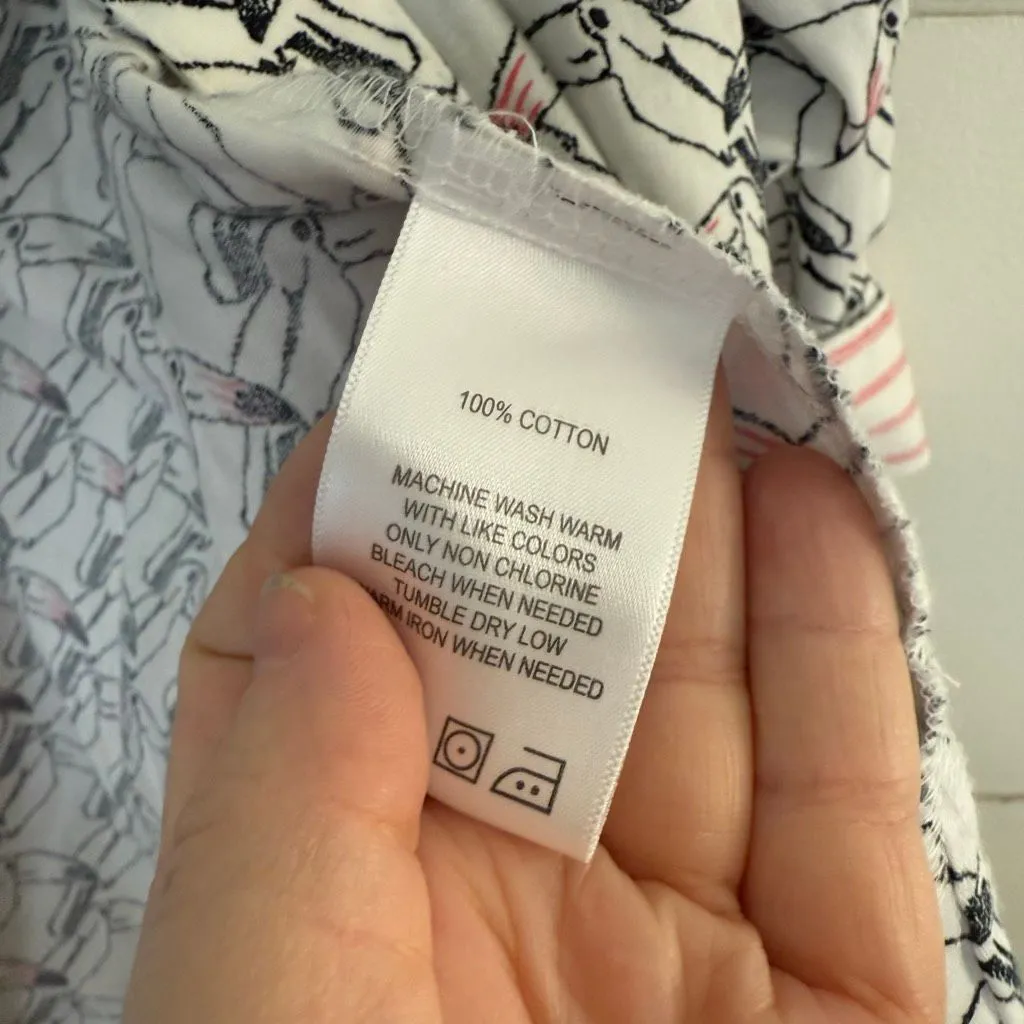 100% COTTON
MACHINE WASH WARM
WITH LIKE COLORS
ONLY NON CHLORINE
BLEACH WHEN NEEDED
TUMBLE DRY LOW
IRON WHEN NEEDED